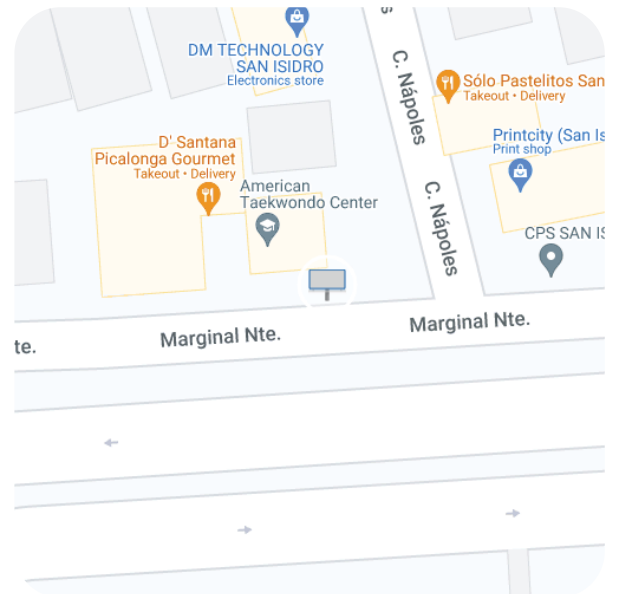 s
C. Nápoles
DM TECHNOLOGY
SAN ISIDRO
Electronics store
Sólo Pastelitos San
Takeout • Delivery
Printcity (San Is
Print shop
D' Santana
Picalonga Gourmet
Takeout • Delivery
American
Taekwondo Center
C. Nápoles
CPS SAN IS
Marginal Nte.
Marginal Nte.
te.